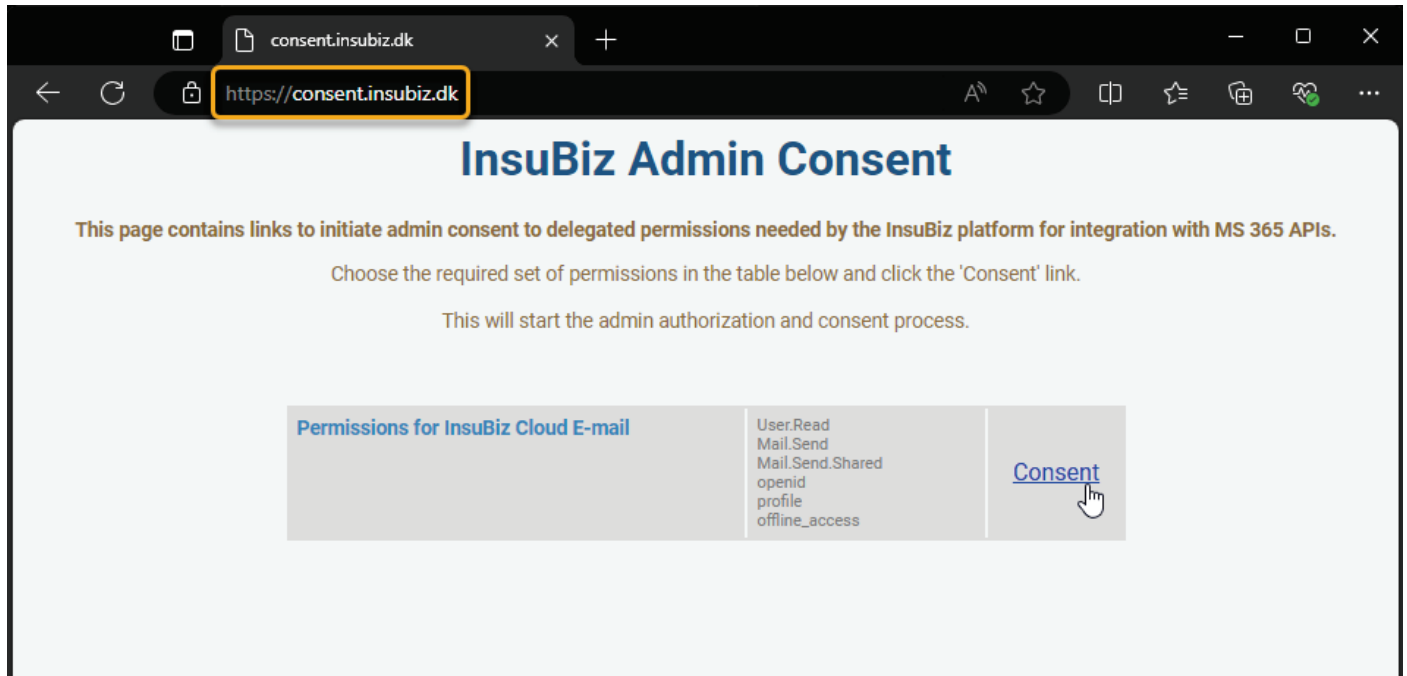 consent.insubiz.dk
https://consent.insubiz.dk
InsuBiz Admin Consent
This page contains links to initiate admin consent to delegated permissions needed by the InsuBiz platform for integration with MS 365 APIs.
Choose the required set of permissions in the table below and click the 'Consent' link.
This will start the admin authorization and consent process.
Permissions for InsuBiz Cloud E-mail
User.Read
Mail.Send
Mail.Send.Shared
openid
profile
offline_access
Consent